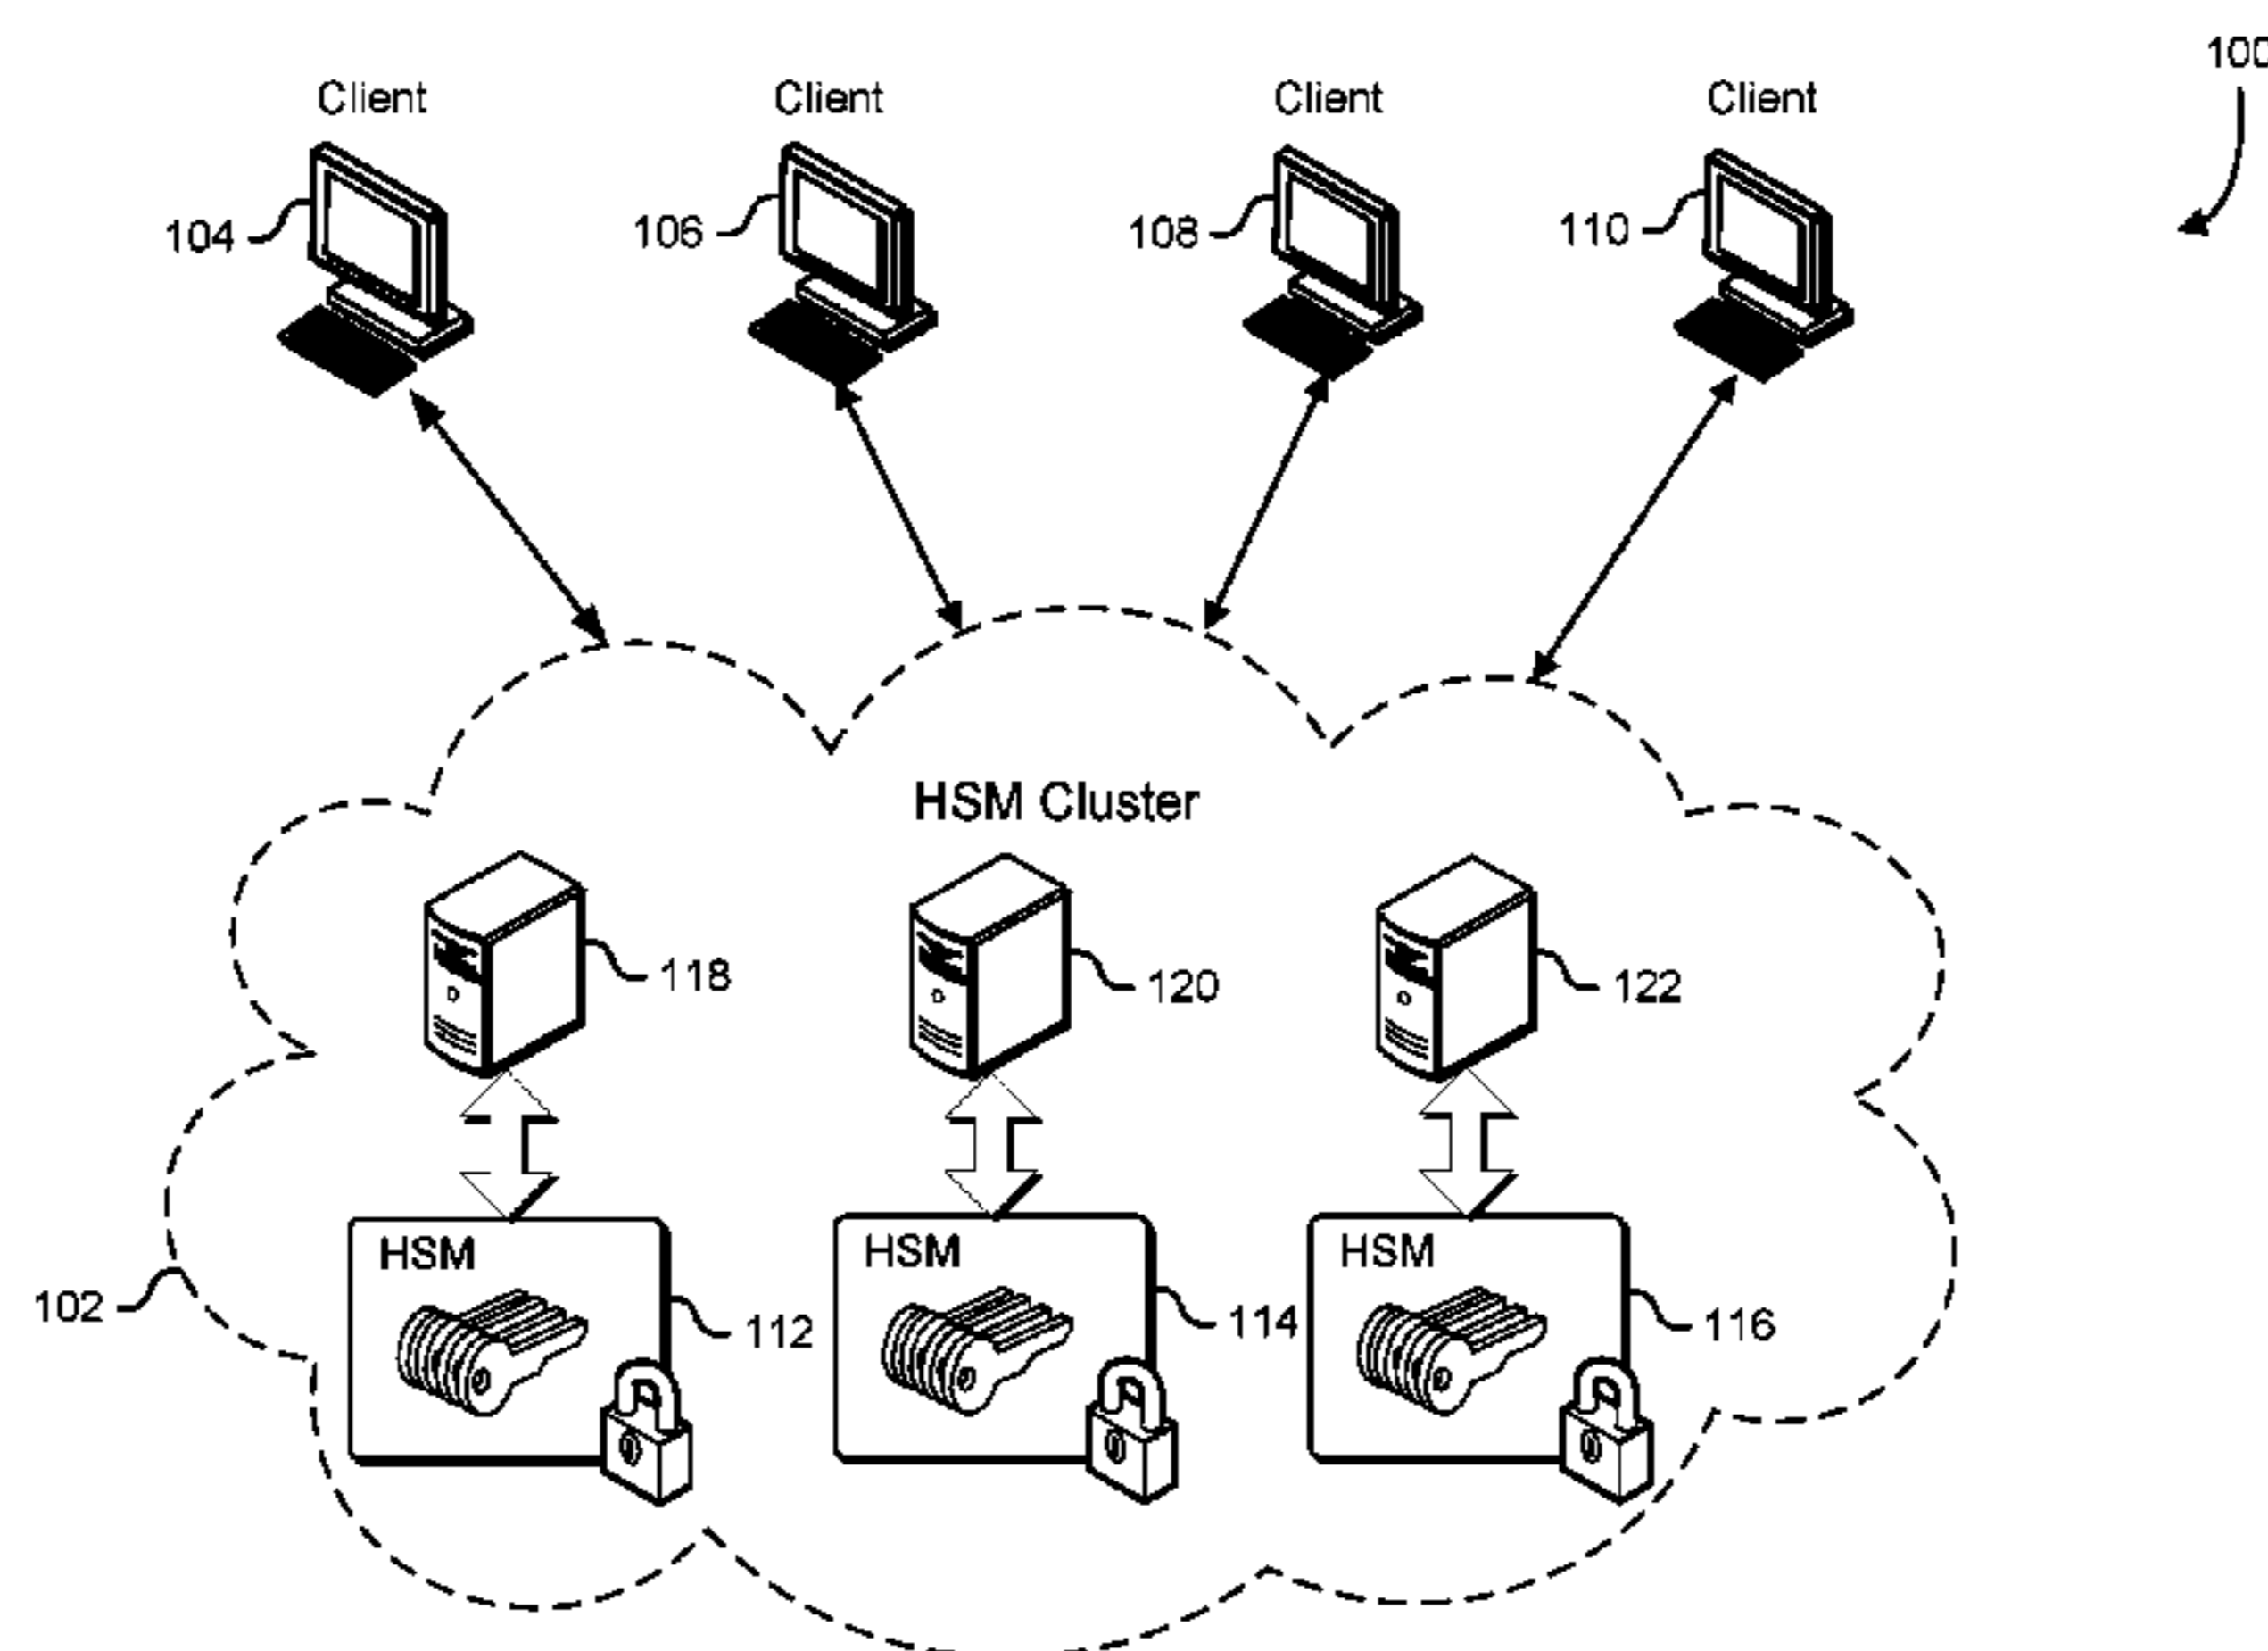 100
Client Client Client Client
104 106 108 110
HSM Cluster
118 120 122
HSM HSM HSM
102 112 114 116